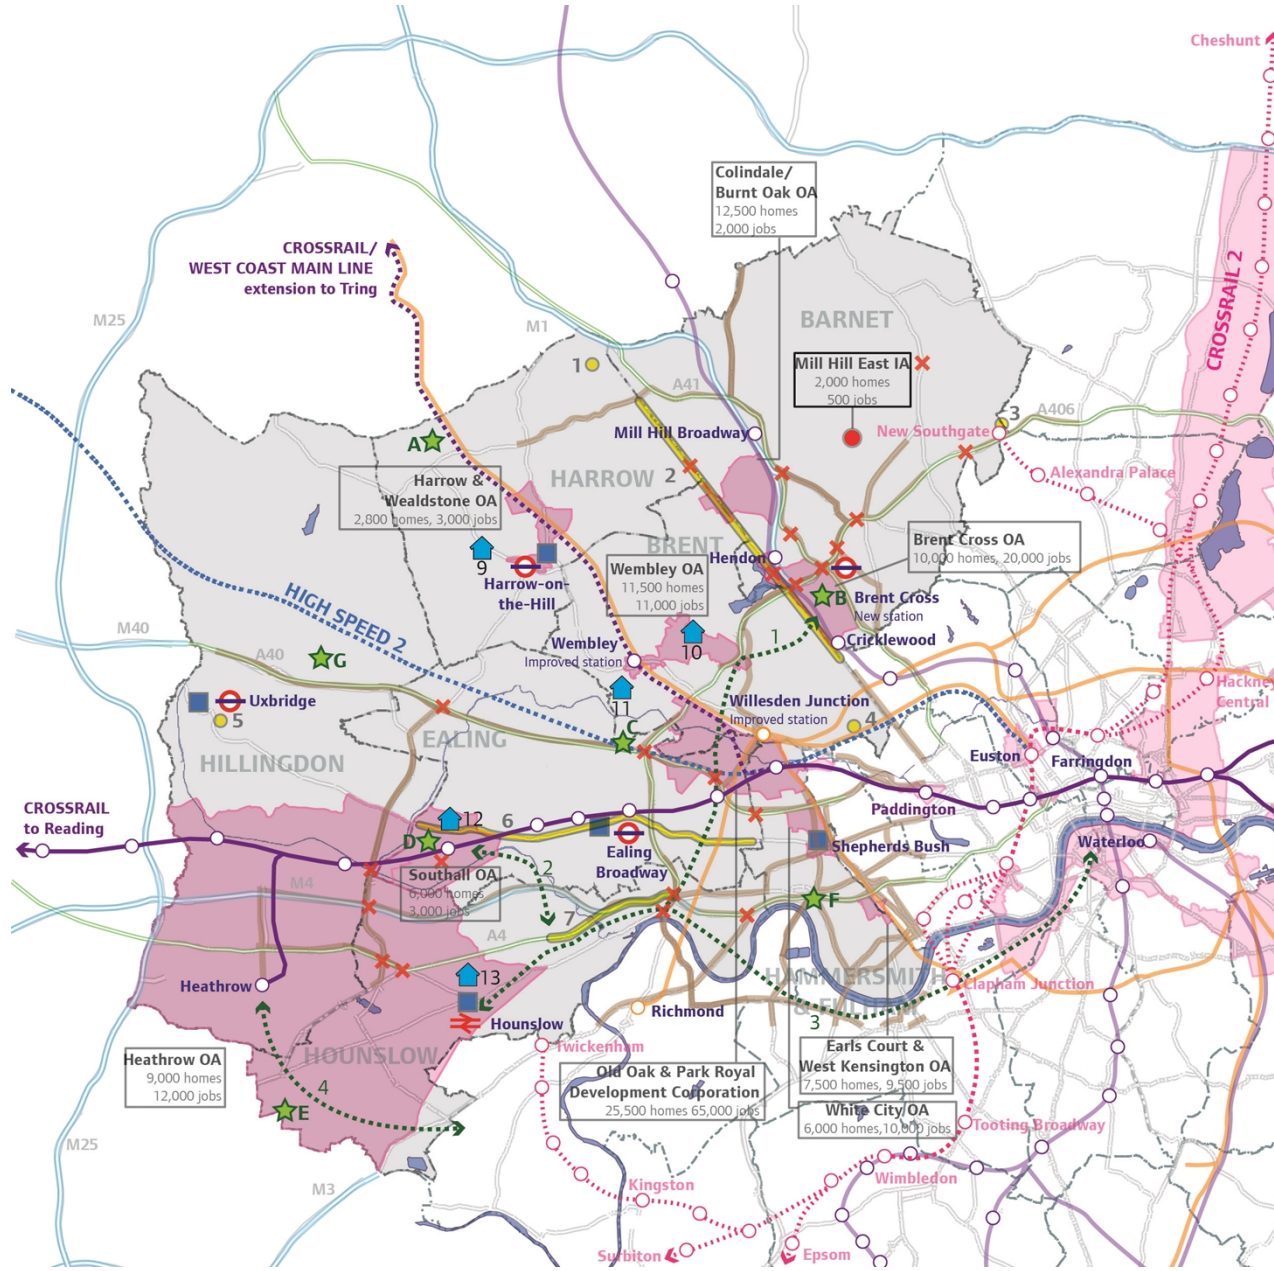 Cheshunt
Colindale/
Burnt Oak OA
12,500 homes
2,000 jobs
CROSSRAIL/
WEST COAST MAIN LINE
extension to Tring
CROSSRAIL 2
M25
M1
BARNET
1
A41
Mill Hill East IA
2,000 homes
500 jobs
3
A406
A
Mill Hill Broadway
New Southgate
HARROW
2
Alexandra Palace
Harrow &
Wealdstone OA
2,800 homes, 3,000 jobs
BRENT
Brent Cross OA
10,000 homes, 20,000 jobs
9
Harrow-on-
the-Hill
Wembley OA
11,500 homes
11,000 jobs
Hendon
HIGH SPEED 2
B
Brent Cross
New station
M40
A40
G
Wembley
Improved station
10
1
Cricklewood
Uxbridge
5
11
Willesden Junction
Improved station
Hackney
Central
C
4
EALING
HILLINGDON
Euston
Farringdon
CROSSRAIL
to Reading
12
6
Paddington
D
Ealing
Broadway
Shepherds Bush
Waterloo
Southall OA
6,000 homes
3,000 jobs
2
M4
F
7
A4
Heathrow
13
HAMMERSMITH
& FULHAM
Clapham Junction
Richmond
3
Hounslow
HOUNSLOW
Twickenham
Heathrow OA
9,000 homes
12,000 jobs
Earls Court &
West Kensington OA
7,500 homes, 9,500 jobs
Old Oak & Park Royal
Development Corporation
25,500 homes 65,000 jobs
4
E
White City OA
6,000 homes,10,000 jobs
Tooting Broadway
M25
M3
Kingston
Wimbledon
Surbiton
Epsom